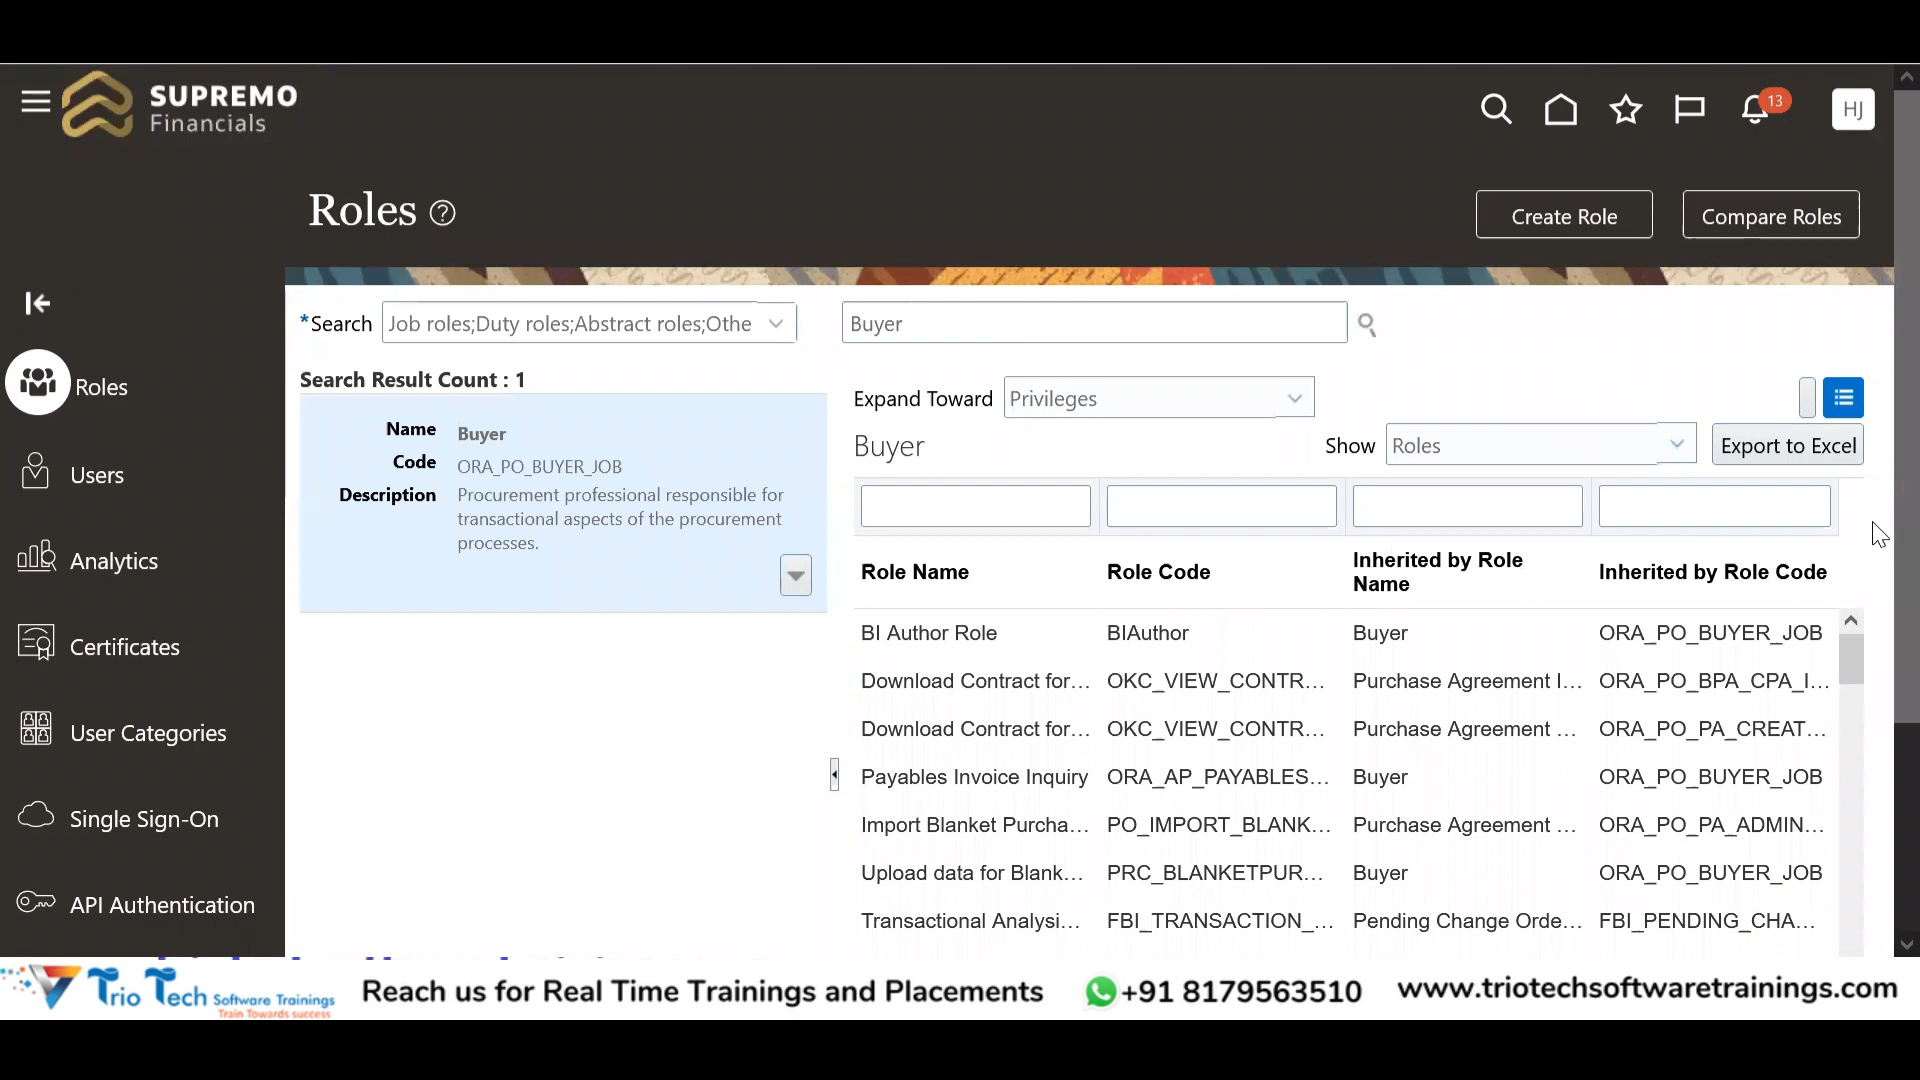 SUPREMO
Financials
13
HJ
Roles ?
Create Role
Compare Roles
*Search Job roles;Duty roles;Abstract roles;Othe
Buyer
Roles
Users
Analytics
Certificates
User Categories
Single Sign-On
API Authentication
Search Result Count : 1
Name Buyer
Code ORA_PO_BUYER_JOB
Description Procurement professional responsible for
transactional aspects of the procurement
processes.
Expand Toward Privileges
Buyer
Show Roles
Export to Excel
Role Name Role Code Inherited by Role Name Inherited by Role Code
BI Author Role BIAuthor Buyer ORA_PO_BUYER_JOB
Download Contract for... OKC_VIEW_CONTR... Purchase Agreement I... ORA_PO_BPA_CPA_I...
Download Contract for... OKC_VIEW_CONTR... Purchase Agreement ... ORA_PO_PA_CREAT...
Payables Invoice Inquiry ORA_AP_PAYABLES... Buyer ORA_PO_BUYER_JOB
Import Blanket Purcha... PO_IMPORT_BLANK... Purchase Agreement ... ORA_PO_PA_ADMIN...
Upload data for Blank... PRC_BLANKETPUR... Buyer ORA_PO_BUYER_JOB
Transactional Analysi... FBI_TRANSACTION_... Pending Change Orde... FBI_PENDING_CHA...
Trio Tech Software Trainings
Train Towards success
Reach us for Real Time Trainings and Placements
+91 8179563510
www.triotechsoftwaretrainings.com